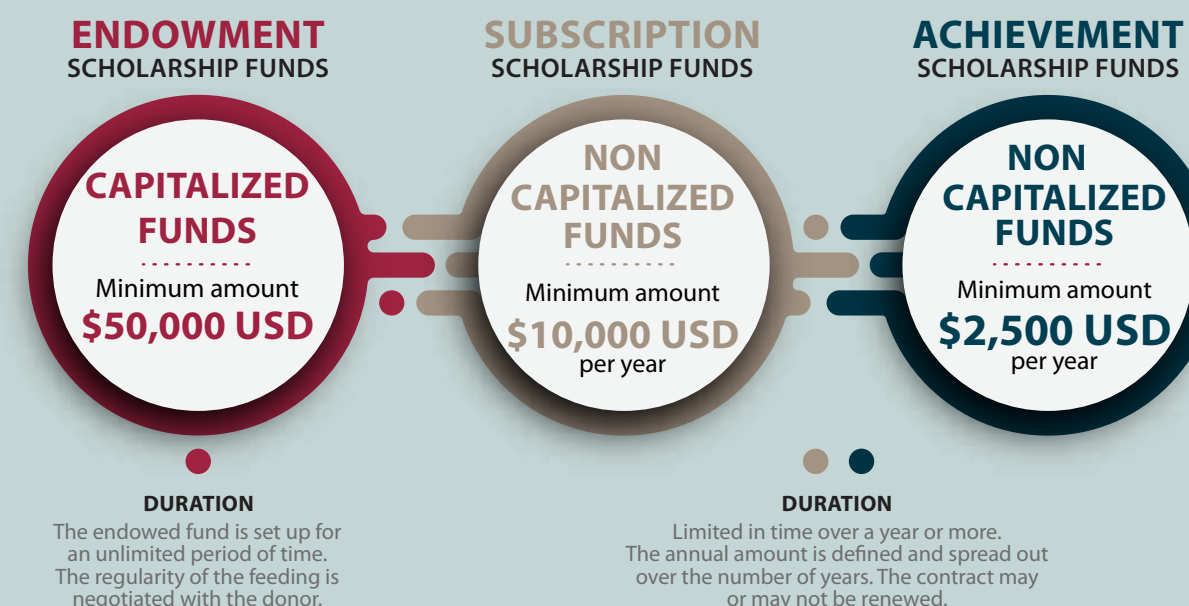 ENDOWMENT
SCHOLARSHIP FUNDS
CAPITALIZED
FUNDS
Minimum amount
$50,000 USD
SUBSCRIPTION
SCHOLARSHIP FUNDS
NON
CAPITALIZED
FUNDS
Minimum amount
$10,000 USD
per year
ACHIEVEMENT
SCHOLARSHIP FUNDS
NON
CAPITALIZED
FUNDS
Minimum amount
$2,500 USD
per year
DURATION
The endowed fund is set up for
an unlimited period of time.
The regularity of the feeding is
negotiated with the donor.
DURATION
Limited in time over a year or more.
The annual amount is defined and spread out
over the number of years. The contract may
or may not be renewed.